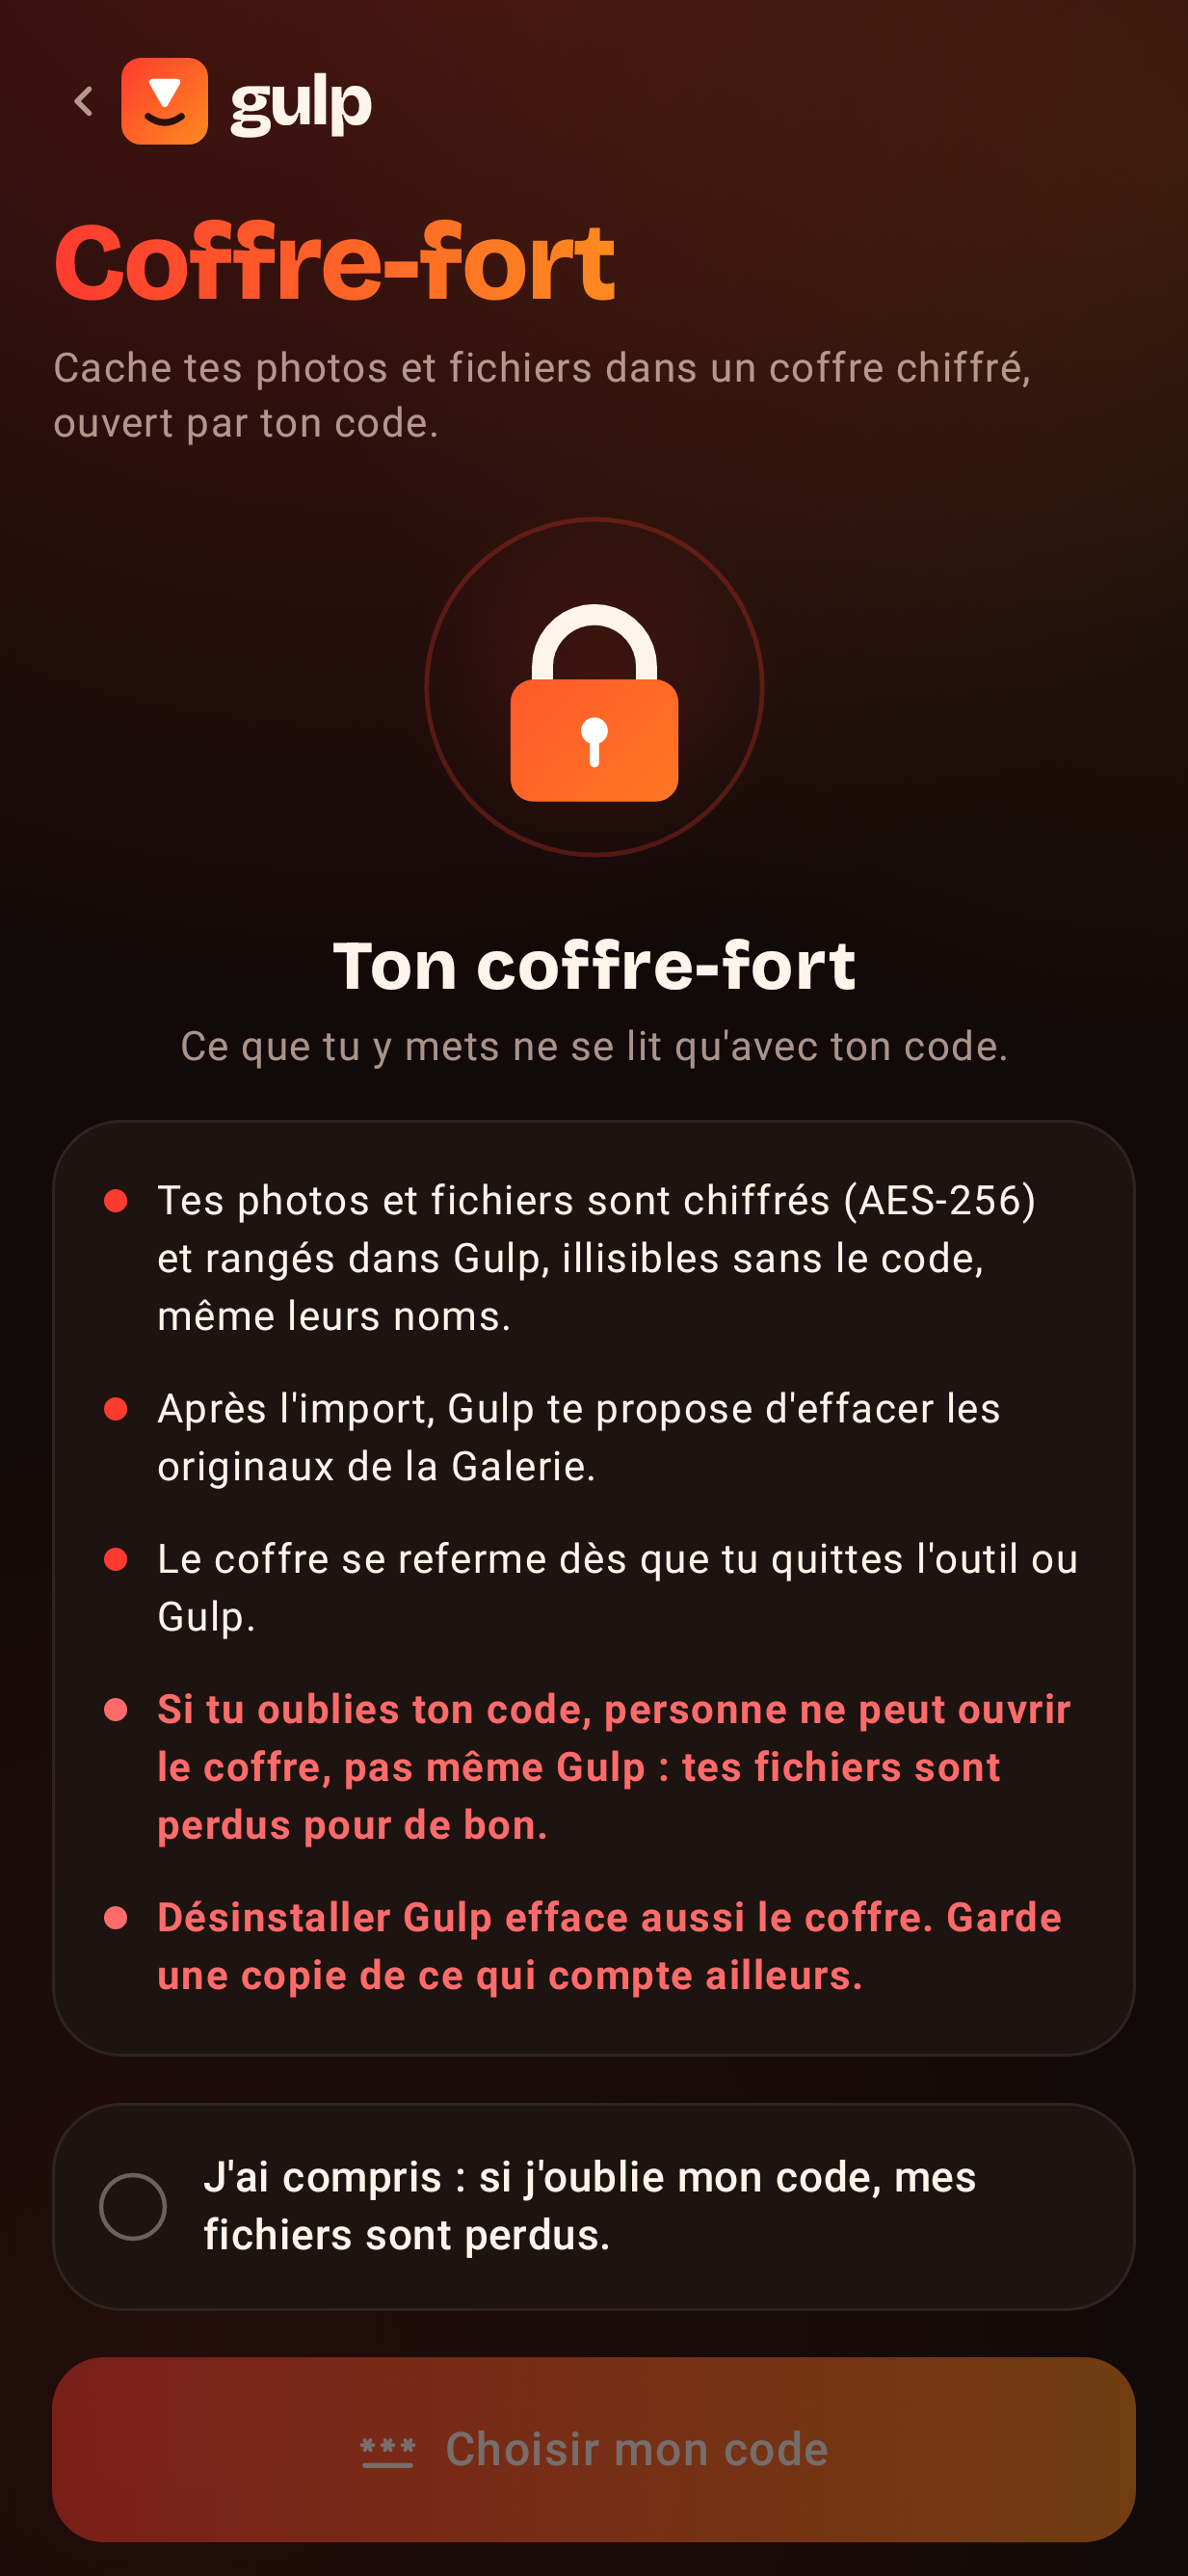 gulp
Coffre-fort
Cache tes photos et fichiers dans un coffre chiffré,
ouvert par ton code.
Ton coffre-fort
Ce que tu y mets ne se lit qu'avec ton code.
Tes photos et fichiers sont chiffrés (AES-256)
et rangés dans Gulp, illisibles sans le code,
même leurs noms.
Après l'import, Gulp te propose d'effacer les
originaux de la Galerie.
Le coffre se referme dès que tu quittes l'outil ou
Gulp.
Si tu oublies ton code, personne ne peut ouvrir
le coffre, pas même Gulp : tes fichiers sont
perdus pour de bon.
Désinstaller Gulp efface aussi le coffre. Garde
une copie de ce qui compte ailleurs.
J'ai compris : si j'oublie mon code, mes
fichiers sont perdus.
Choisir mon code